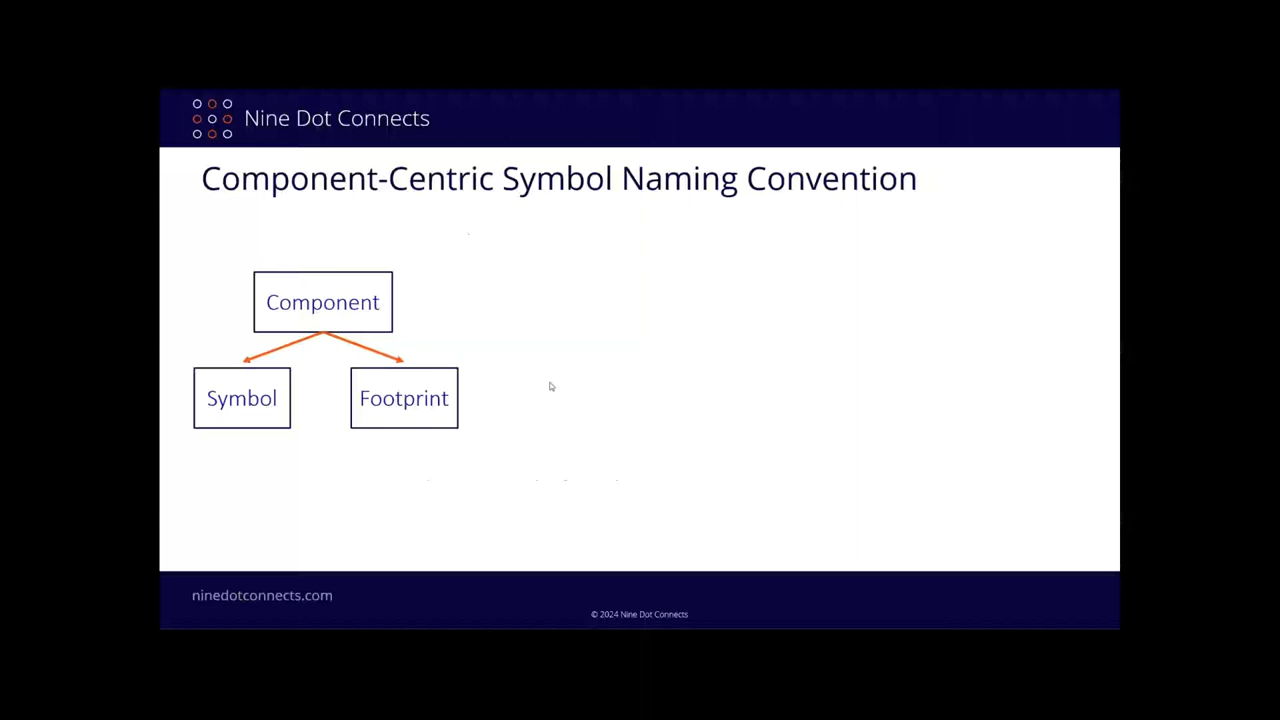 Nine Dot Connects
Component-Centric Symbol Naming Convention
Component
Symbol
Footprint
ninedotconnects.com
© 2024 Nine Dot Connects